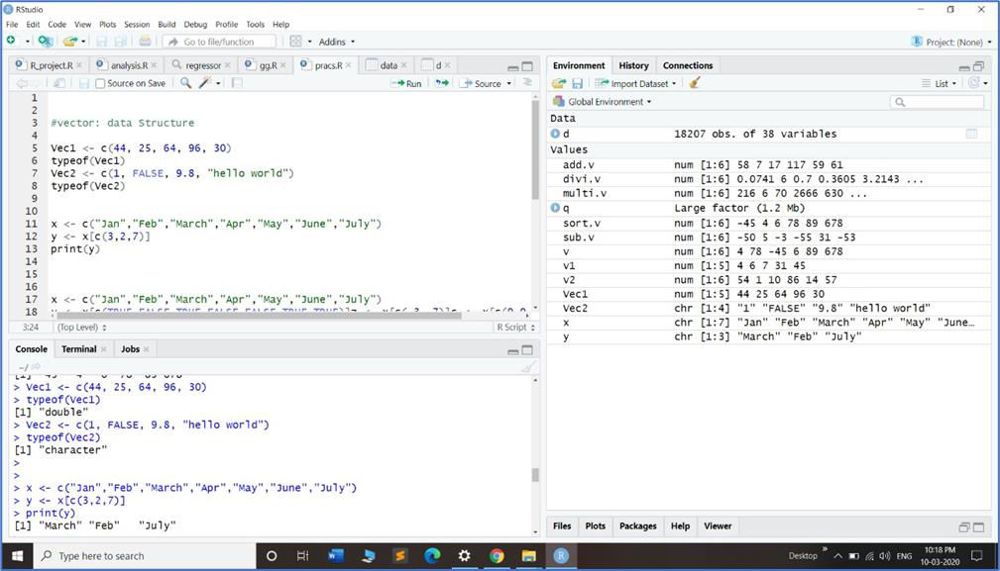 RStudio
File Edit Code View Plots Session Build Debug Profile Tools Help
Go to file/function Addins Project: (None)
R_project.R analysis.R regressor gg.R pracs.R data d
Source on Save Run Source
1
2
3 #vector: data Structure
4
5 Vec1 <- c(44, 25, 64, 96, 30)
6 typeof(Vec1)
7 Vec2 <- c(1, FALSE, 9.8, "hello world")
8 typeof(Vec2)
9
10
11 x <- c("Jan","Feb","March","Apr","May","June","July")
12 y <- x[c(3,2,7)]
13 print(y)
14
15
16
17 x <- c("Jan","Feb","March","Apr","May","June","July")
18
3:24 (Top Level) R Script
Console Terminal Jobs
~/
> Vec1 <- c(44, 25, 64, 96, 30)
> typeof(Vec1)
[1] "double"
> Vec2 <- c(1, FALSE, 9.8, "hello world")
> typeof(Vec2)
[1] "character"
>
>
> x <- c("Jan","Feb","March","Apr","May","June","July")
> y <- x[c(3,2,7)]
> print(y)
[1] "March" "Feb" "July"
Environment History Connections
Import Dataset List
Global Environment
Data
d 18207 obs. of 38 variables
Values
add.v num [1:6] 58 7 17 117 59 61
divi.v num [1:6] 0.0741 6 0.7 0.3605 3.2143 ...
multi.v num [1:6] 216 6 70 2666 630 ...
q Large factor (1.2 Mb)
sort.v num [1:6] -45 4 6 78 89 678
sub.v num [1:6] -50 5 -3 -55 31 -53
v num [1:6] 4 78 -45 6 89 678
v1 num [1:5] 4 6 7 31 45
v2 num [1:6] 54 1 10 86 14 57
Vec1 num [1:5] 44 25 64 96 30
Vec2 chr [1:4] "1" "FALSE" "9.8" "hello world"
x chr [1:7] "Jan" "Feb" "March" "Apr" "May" "June...
y chr [1:3] "March" "Feb" "July"
Files Plots Packages Help Viewer
Type here to search
Desktop ENG
10:18 PM
10-03-2020